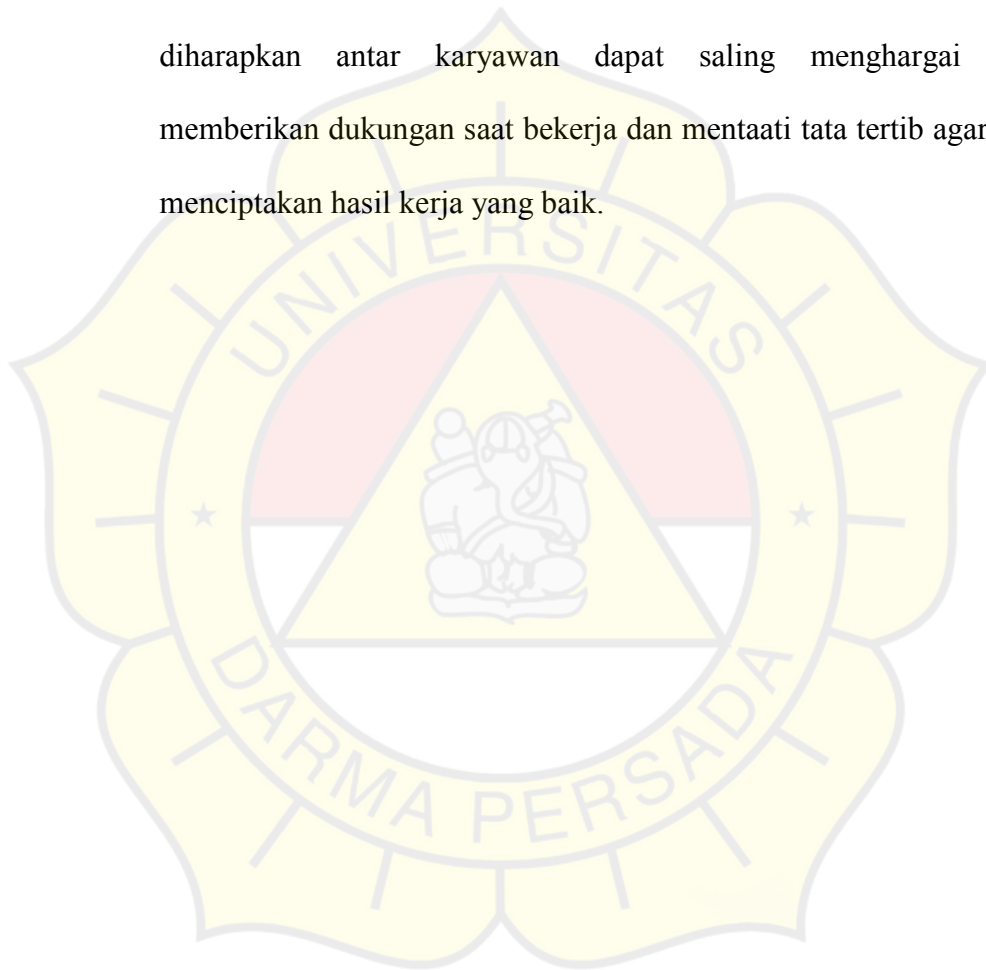 diharapkan antar karyawan dapat saling menghargai
memberikan dukungan saat bekerja dan mentaati tata tertib agar
menciptakan hasil kerja yang baik.
UNIVERSITAS
DARMA PERSADA